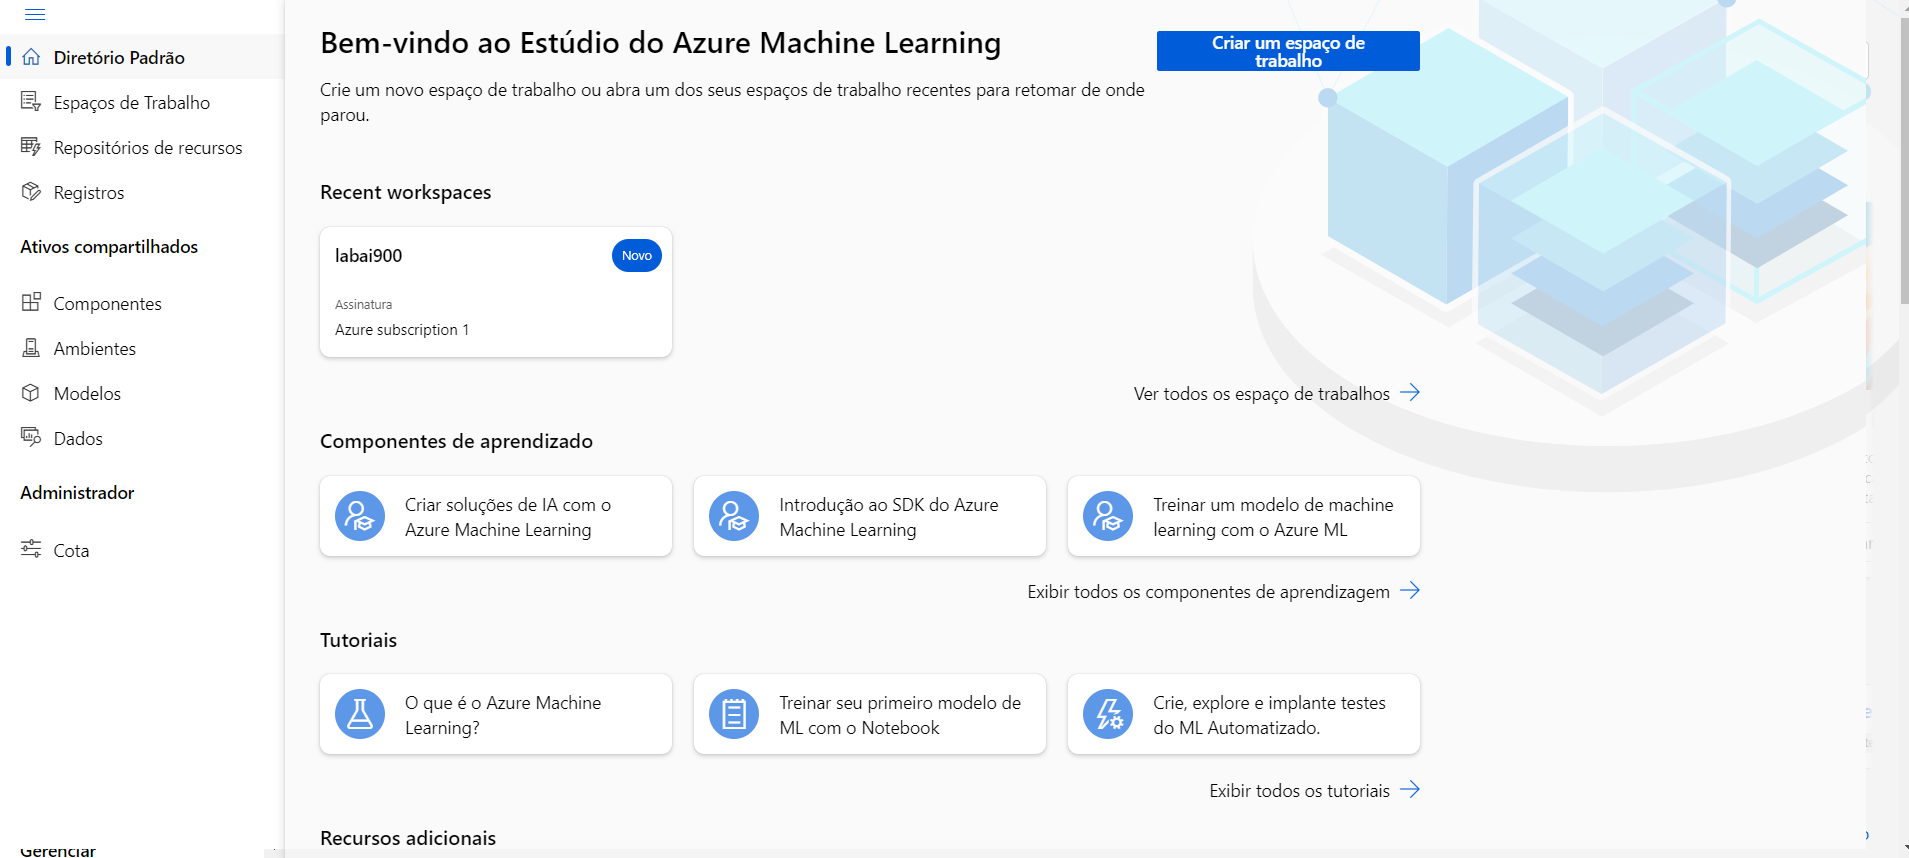 Diretório Padrão
Espaços de Trabalho
Repositórios de recursos
Registros
Ativos compartilhados
Componentes
Ambientes
Modelos
Dados
Administrador
Cota
Gerenciar
Bem-vindo ao Estúdio do Azure Machine Learning
Criar um espaço de
trabalho
Crie um novo espaço de trabalho ou abra um dos seus espaços de trabalho recentes para retomar de onde
parou.
Recent workspaces
labai900
Novo
Assinatura
Azure subscription 1
Ver todos os espaço de trabalhos
Componentes de aprendizado
Criar soluções de IA com o
Azure Machine Learning
Introdução ao SDK do Azure
Machine Learning
Treinar um modelo de machine
learning com o Azure ML
Exibir todos os componentes de aprendizagem
Tutoriais
O que é o Azure Machine
Learning?
Treinar seu primeiro modelo de
ML com o Notebook
Crie, explore e implante testes
do ML Automatizado.
Exibir todos os tutoriais
Recursos adicionais